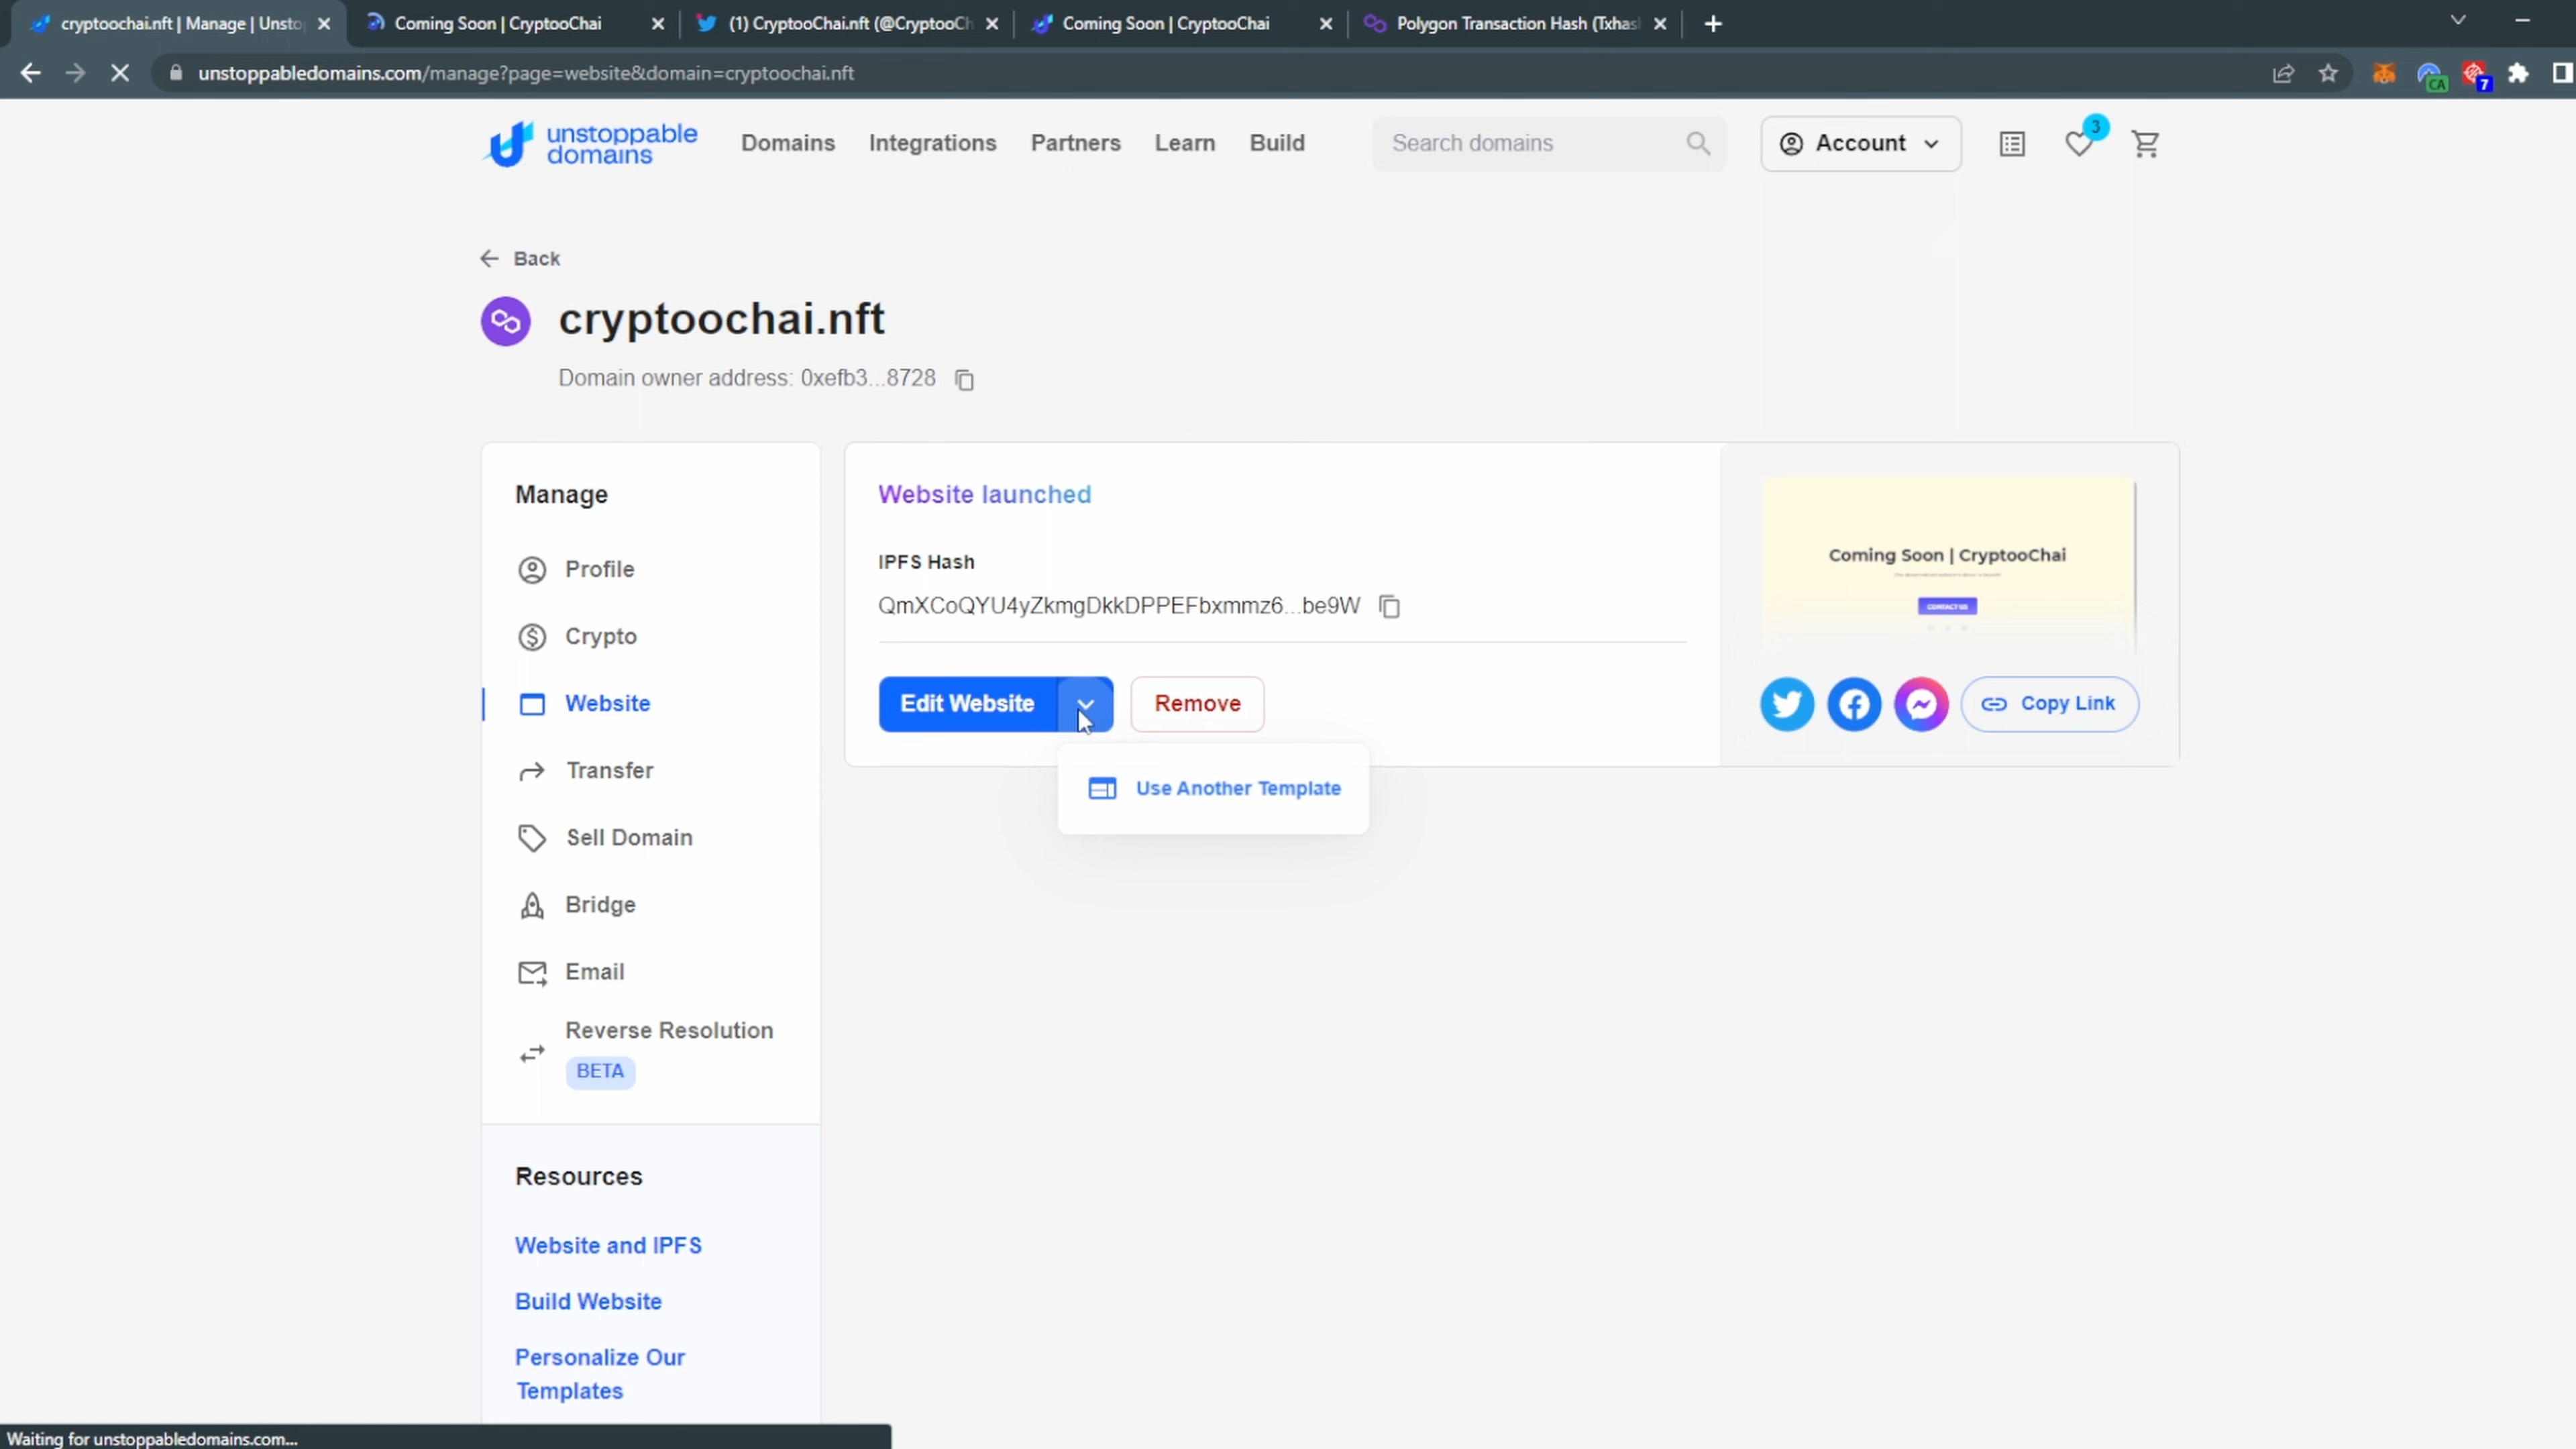 cryptoochai.nft | Manage | Unsto
Coming Soon | CryptooChai
(1) CryptooChai.nft (@CryptooCh
Coming Soon | CryptooChai
Polygon Transaction Hash (Txhas
unstoppabledomains.com/manage?page=website&domain=cryptoochai.nft
CA
7
unstoppable
domains
Domains
Integrations
Partners
Learn
Build
Search domains
Account
3
Back
cryptoochai.nft
Domain owner address: 0xefb3...8728
Manage
Profile
Crypto
Website
Transfer
Sell Domain
Bridge
Email
Reverse Resolution
BETA
Resources
Website and IPFS
Build Website
Personalize Our
Templates
Website launched
IPFS Hash
QmXCoQYU4yZkmgDkkDPPEFbxmmz6...be9W
Edit Website
Remove
Use Another Template
Coming Soon | CryptooChai
CONTACT US
Copy Link
Waiting for unstoppabledomains.com...